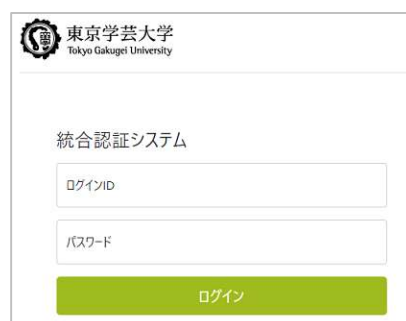 東京学芸大学
Tokyo Gakugei University
統合認証システム
ログインID
パスワード
ログイン